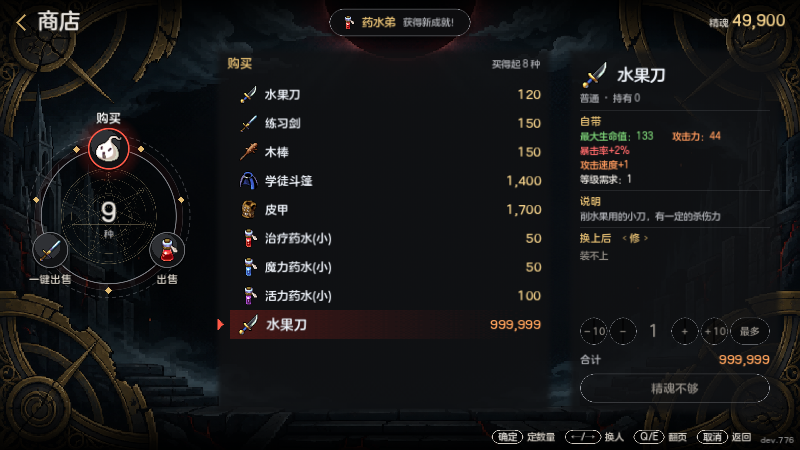 商店
药水弟 获得新成就!
精魂 49,900
购买
9
种
一键出售
出售
购买 买得起 8 种
水果刀 120
练习剑 150
木棒 150
学徒斗篷 1,400
皮甲 1,700
治疗药水(小) 50
魔力药水(小) 50
活力药水(小) 100
水果刀 999,999
水果刀
普通 · 持有 0
自带
最大生命值: 133 攻击力: 44
暴击率+2%
攻击速度+1
等级需求: 1
说明
削水果用的小刀，有一定的杀伤力
换上后 ‹ 修 ›
装不上
-10 - 1 + +10 最多
合计 999,999
精魂不够
确定 定数量 ←/→ 换人 Q/E 翻页 取消 返回 dev.776